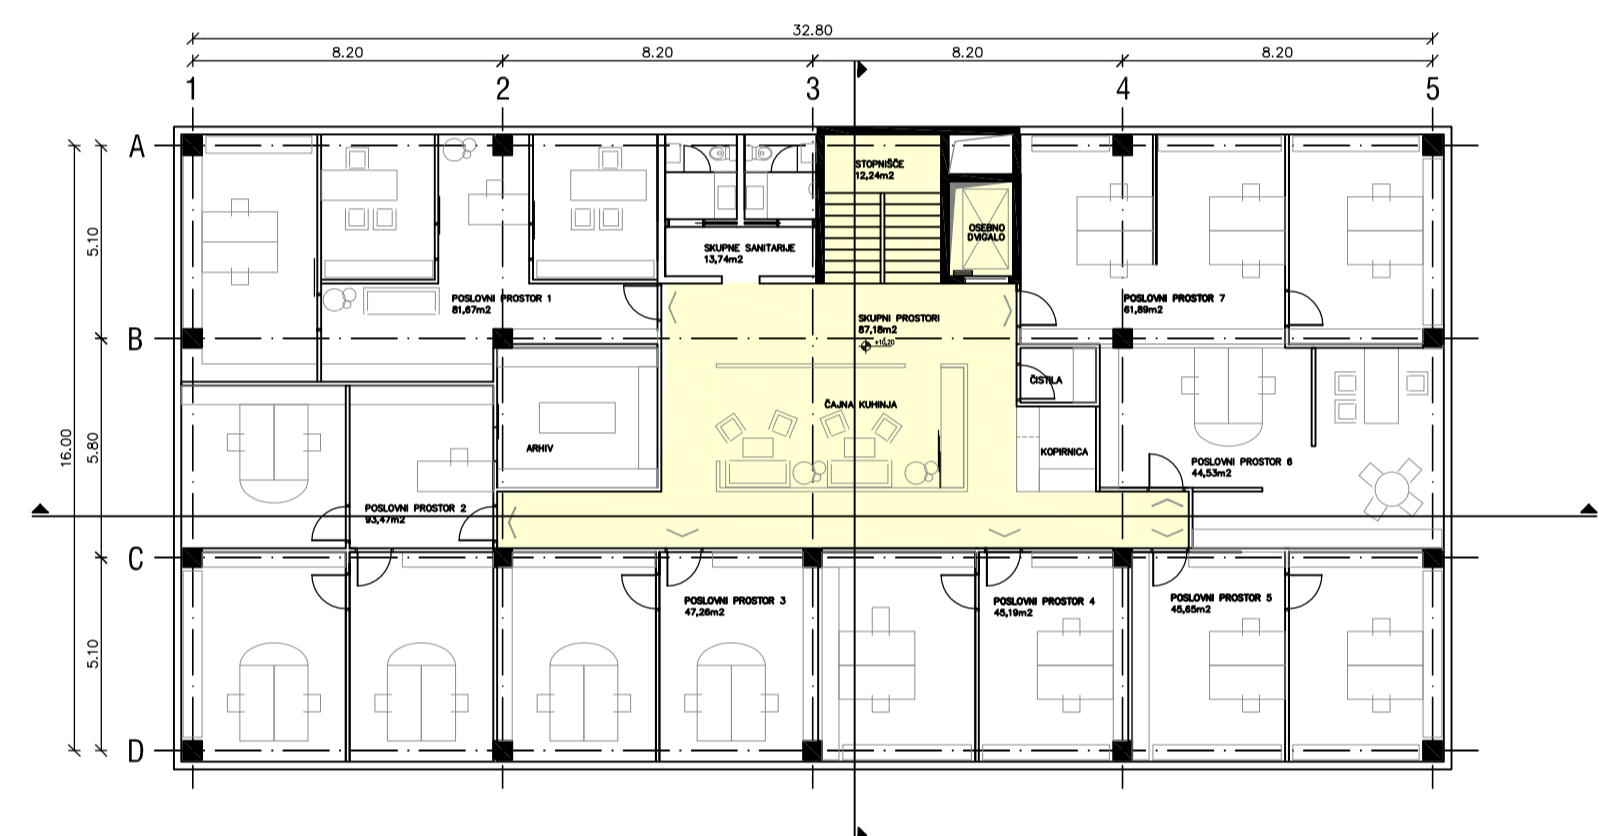 32.80
8.20 8.20 8.20 8.20
1 2 3 4 5
A
STOPNIŠČE
12,24m2
OSEBNO
DVIGALO
5.10
SKUPNE SANITARIJE
13,74m2
POSLOVNI PROSTOR 1
81,67m2
POSLOVNI PROSTOR 7
61,89m2
SKUPNI PROSTORI
87,18m2
+10,20
B
ČISTILA
ČAJNA KUHINJA
16.00
5.80
ARHIV
KOPIRNICA
POSLOVNI PROSTOR 6
44,53m2
POSLOVNI PROSTOR 2
93,47m2
C
POSLOVNI PROSTOR 3
47,26m2
POSLOVNI PROSTOR 4
45,19m2
POSLOVNI PROSTOR 5
45,65m2
5.10
D